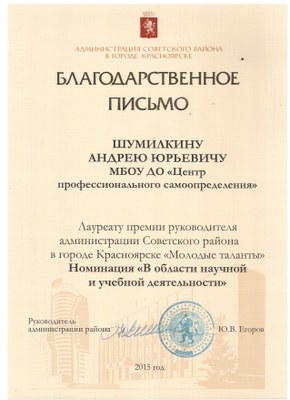 АДМИНИСТРАЦИЯ СОВЕТСКОГО РАЙОНА
В ГОРОДЕ КРАСНОЯРСКЕ
БЛАГОДАРСТВЕННОЕ
ПИСЬМО
ШУМИЛКИНУ
АНДРЕЮ ЮРЬЕВИЧУ
МБОУ ДО «Центр
профессионального самоопределения»
Лауреату премии руководителя
администрации Советского района
в городе Красноярске «Молодые таланты»
Номинация «В области научной
и учебной деятельности»
Руководитель
администрации района
Ю.В. Егоров
2015 год